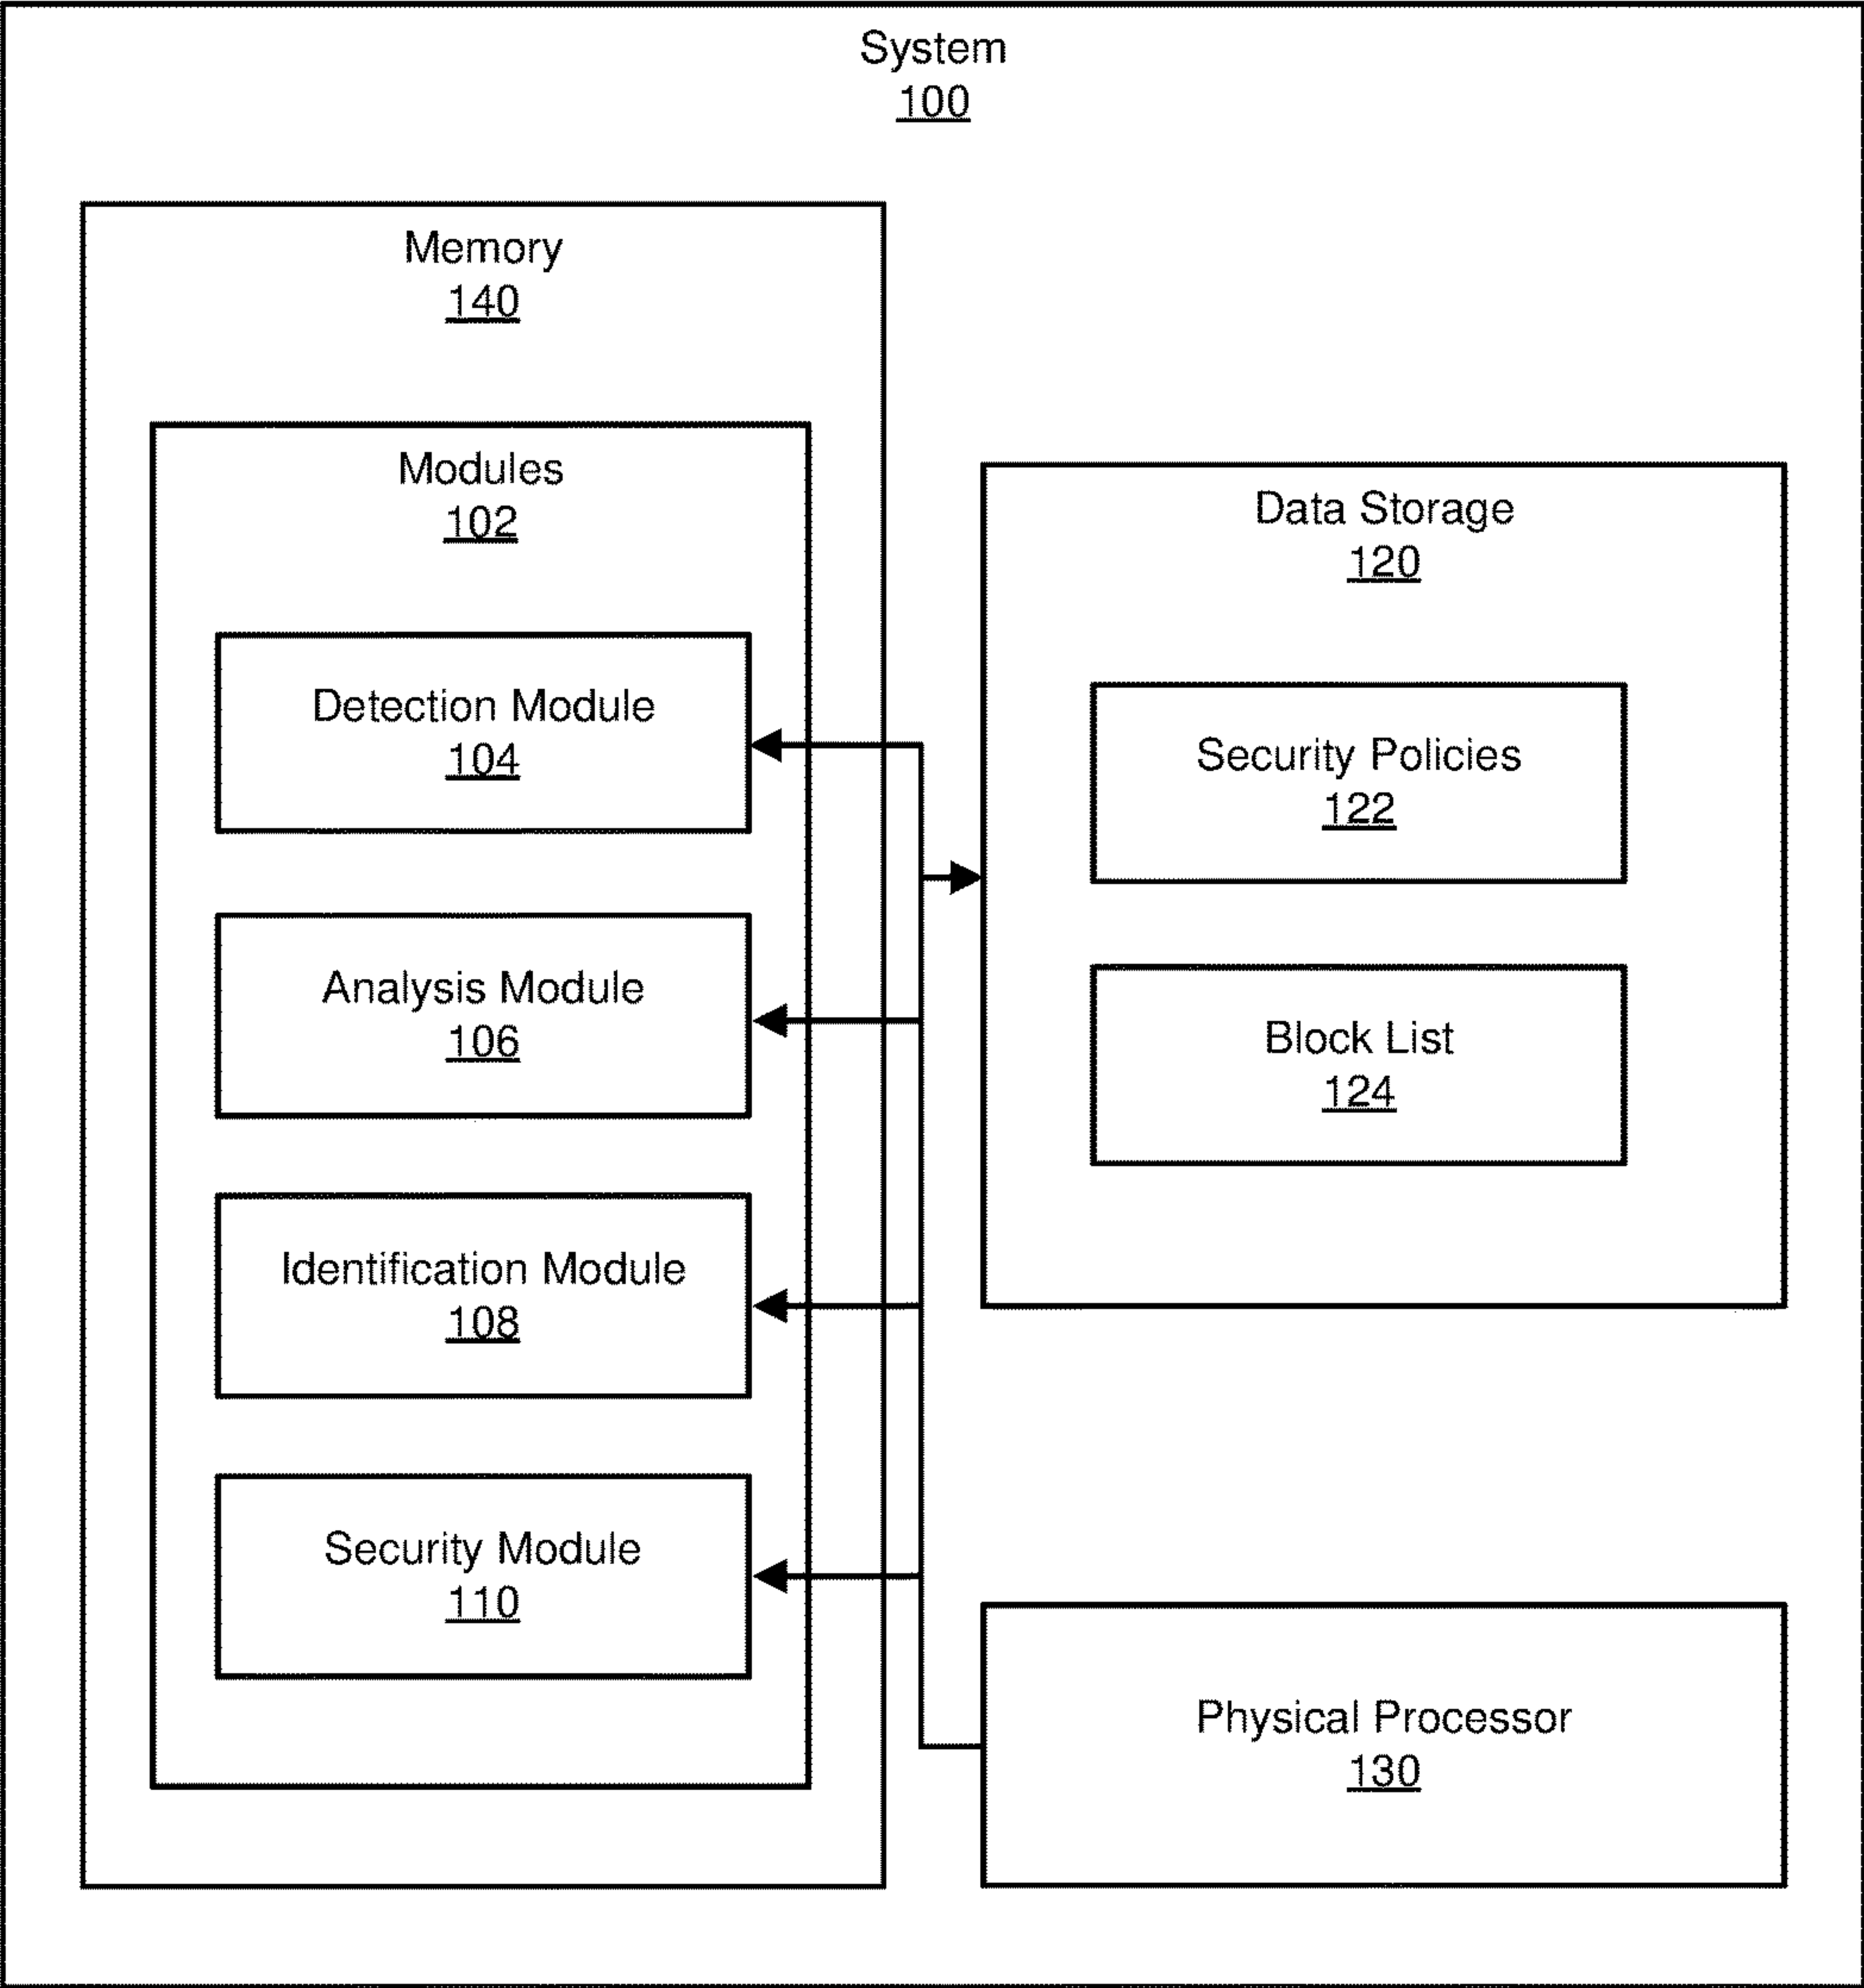 System
100
Memory
140
Modules
102
Detection Module
104
Analysis Module
106
Identification Module
108
Security Module
110
Data Storage
120
Security Policies
122
Block List
124
Physical Processor
130